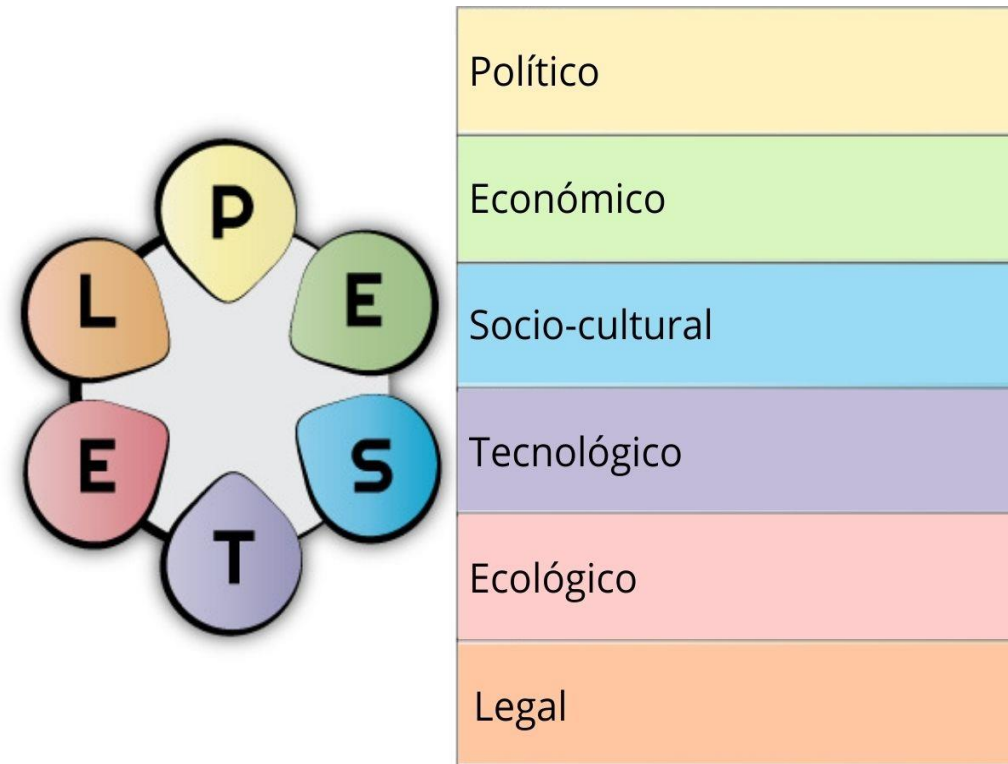 P
E
S
T
E
L
Político
Económico
Socio-cultural
Tecnológico
Ecológico
Legal